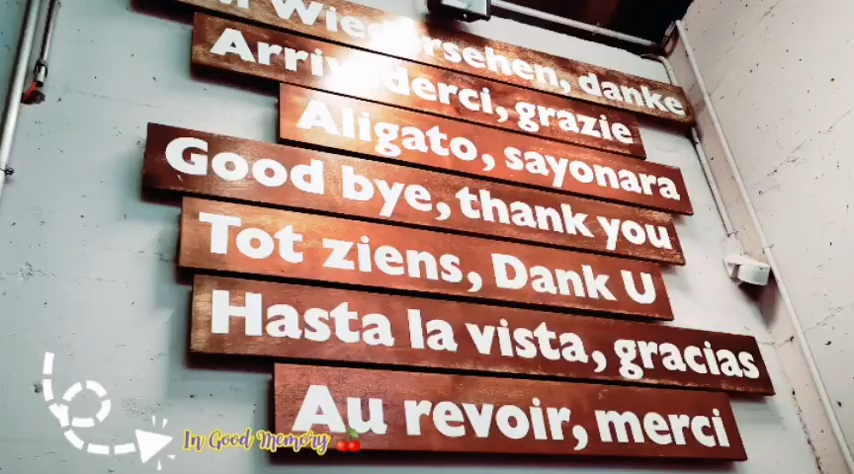 Wiedersehen, danke
Arrivederci, grazie
Aligato, sayonara
Good bye, thank you
Tot ziens, Dank U
Hasta la vista, gracias
Au revoir, merci
In Good Memory